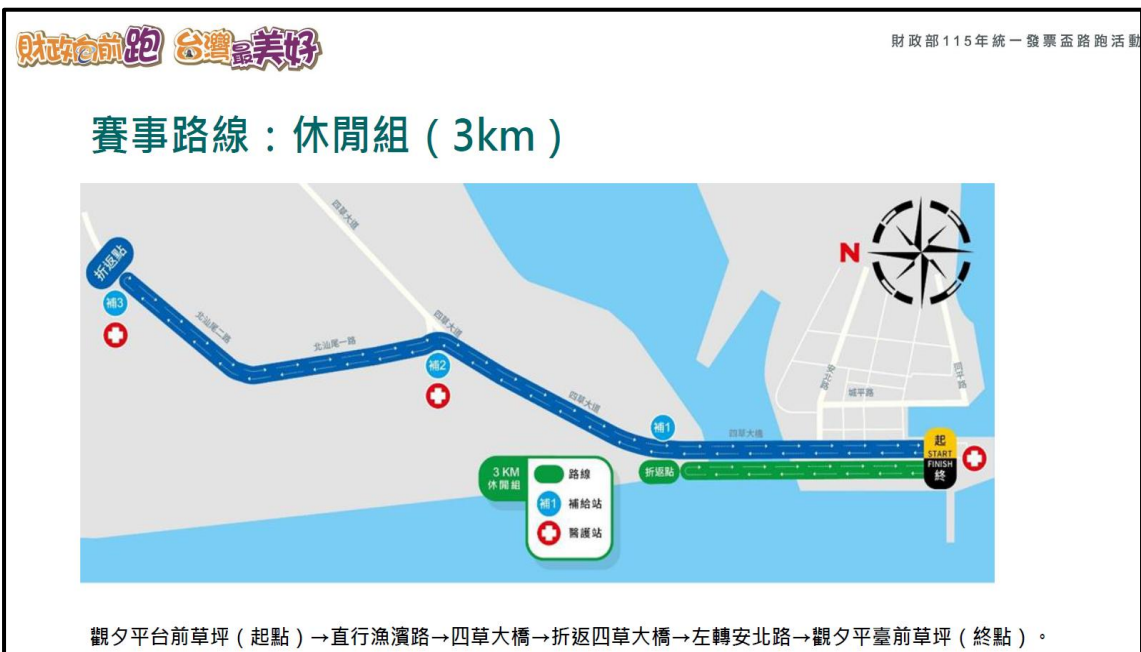 財政向前跑 台灣最美好
財政部115年統一發票盃路跑活動
賽事路線：休閒組（3km）
四草大道
折返點
補3
北汕尾二路
北汕尾一路
四草大道
補2
四草大道
補1
四草大橋
N
安北路
城平路
起
START
FINISH
終
折返點
3 KM
休閒組
路線
補1 補給站
醫護站
觀夕平台前草坪（起點）→直行漁濱路→四草大橋→折返四草大橋→左轉安北路→觀夕平臺前草坪（終點）。